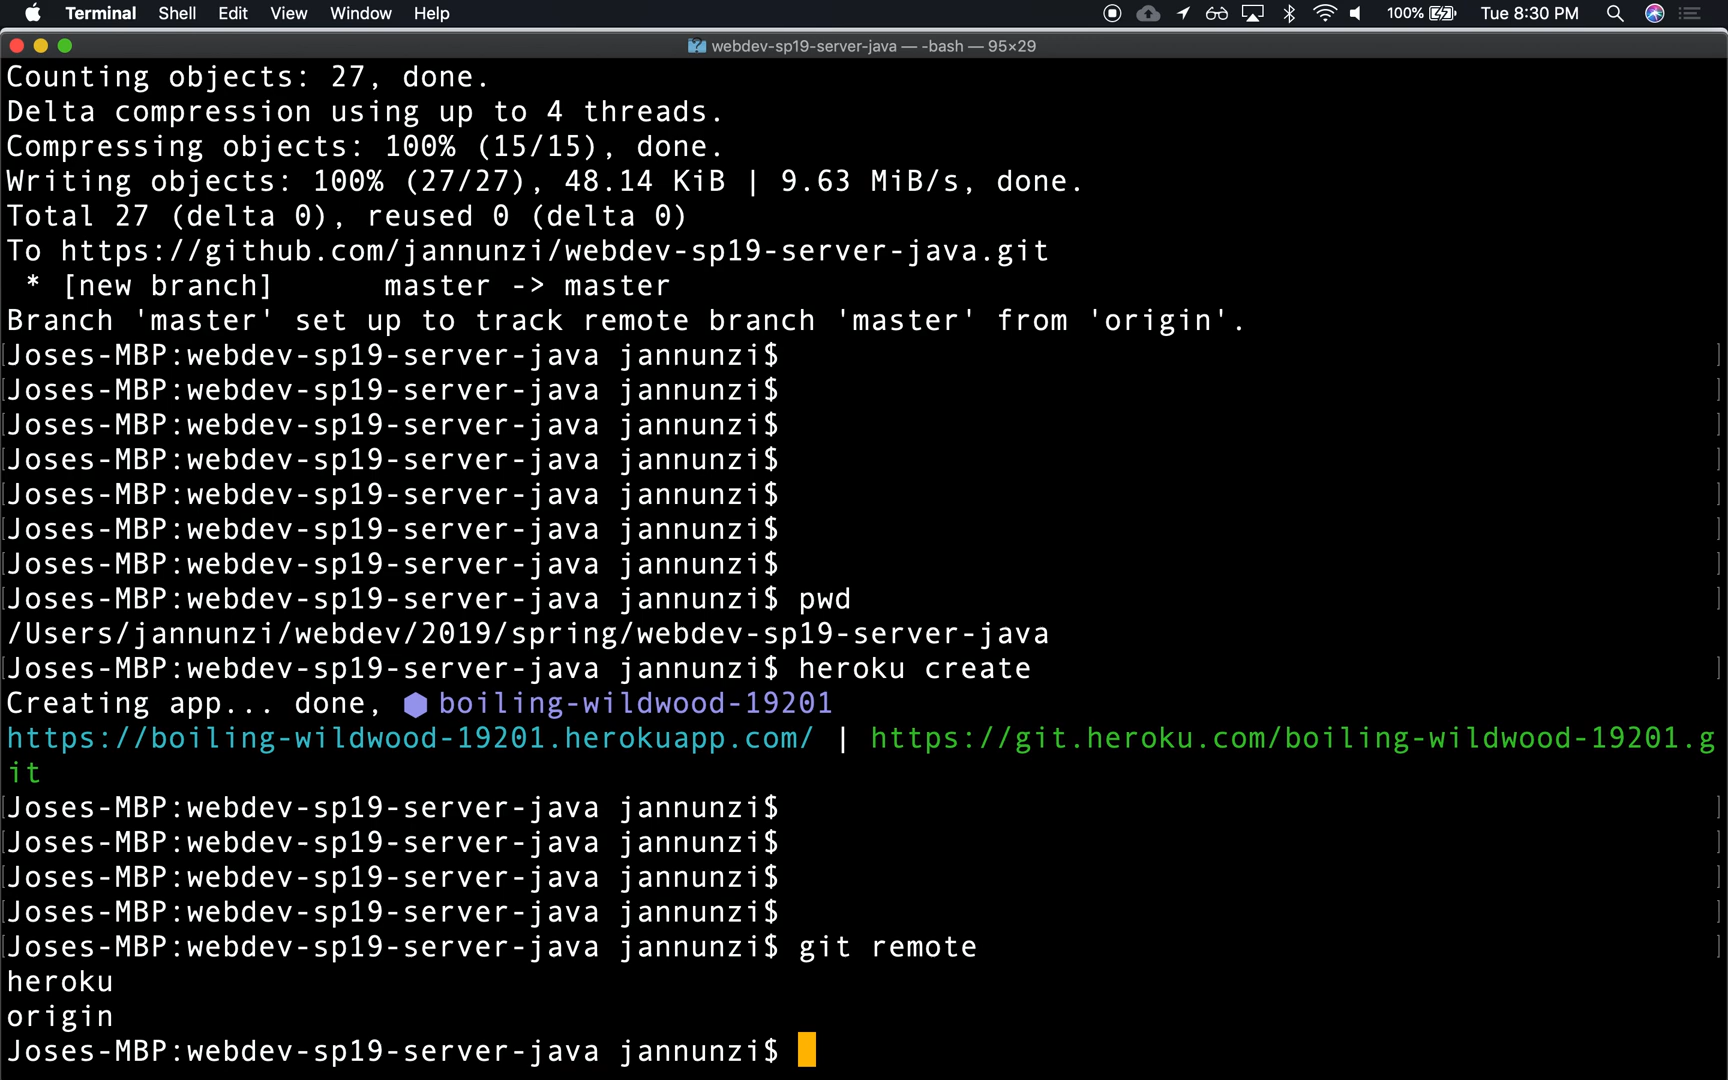 Terminal Shell Edit View Window Help 100% Tue 8:30 PM
webdev-sp19-server-java — -bash — 95×29
Counting objects: 27, done.
Delta compression using up to 4 threads.
Compressing objects: 100% (15/15), done.
Writing objects: 100% (27/27), 48.14 KiB | 9.63 MiB/s, done.
Total 27 (delta 0), reused 0 (delta 0)
To https://github.com/jannunzi/webdev-sp19-server-java.git
 * [new branch]      master -> master
Branch 'master' set up to track remote branch 'master' from 'origin'.
[Joses-MBP:webdev-sp19-server-java jannunzi$ ]
[Joses-MBP:webdev-sp19-server-java jannunzi$ ]
[Joses-MBP:webdev-sp19-server-java jannunzi$ ]
[Joses-MBP:webdev-sp19-server-java jannunzi$ ]
[Joses-MBP:webdev-sp19-server-java jannunzi$ ]
[Joses-MBP:webdev-sp19-server-java jannunzi$ ]
[Joses-MBP:webdev-sp19-server-java jannunzi$ ]
[Joses-MBP:webdev-sp19-server-java jannunzi$ pwd ]
/Users/jannunzi/webdev/2019/spring/webdev-sp19-server-java
[Joses-MBP:webdev-sp19-server-java jannunzi$ heroku create ]
Creating app... done, ⬢ boiling-wildwood-19201
https://boiling-wildwood-19201.herokuapp.com/ | https://git.heroku.com/boiling-wildwood-19201.g
it
[Joses-MBP:webdev-sp19-server-java jannunzi$ ]
[Joses-MBP:webdev-sp19-server-java jannunzi$ ]
[Joses-MBP:webdev-sp19-server-java jannunzi$ ]
[Joses-MBP:webdev-sp19-server-java jannunzi$ ]
[Joses-MBP:webdev-sp19-server-java jannunzi$ git remote ]
heroku
origin
Joses-MBP:webdev-sp19-server-java jannunzi$